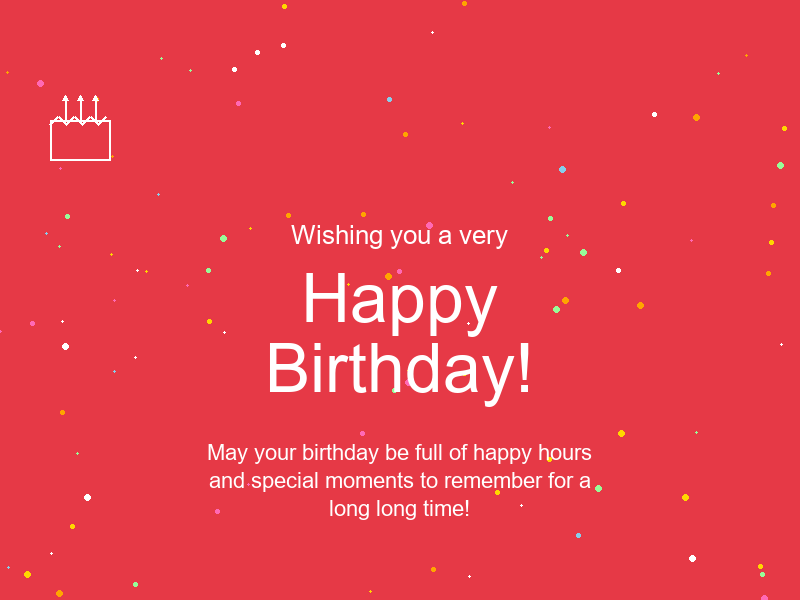 Wishing you a very
Happy
Birthday!
May your birthday be full of happy hours
and special moments to remember for a
long long time!